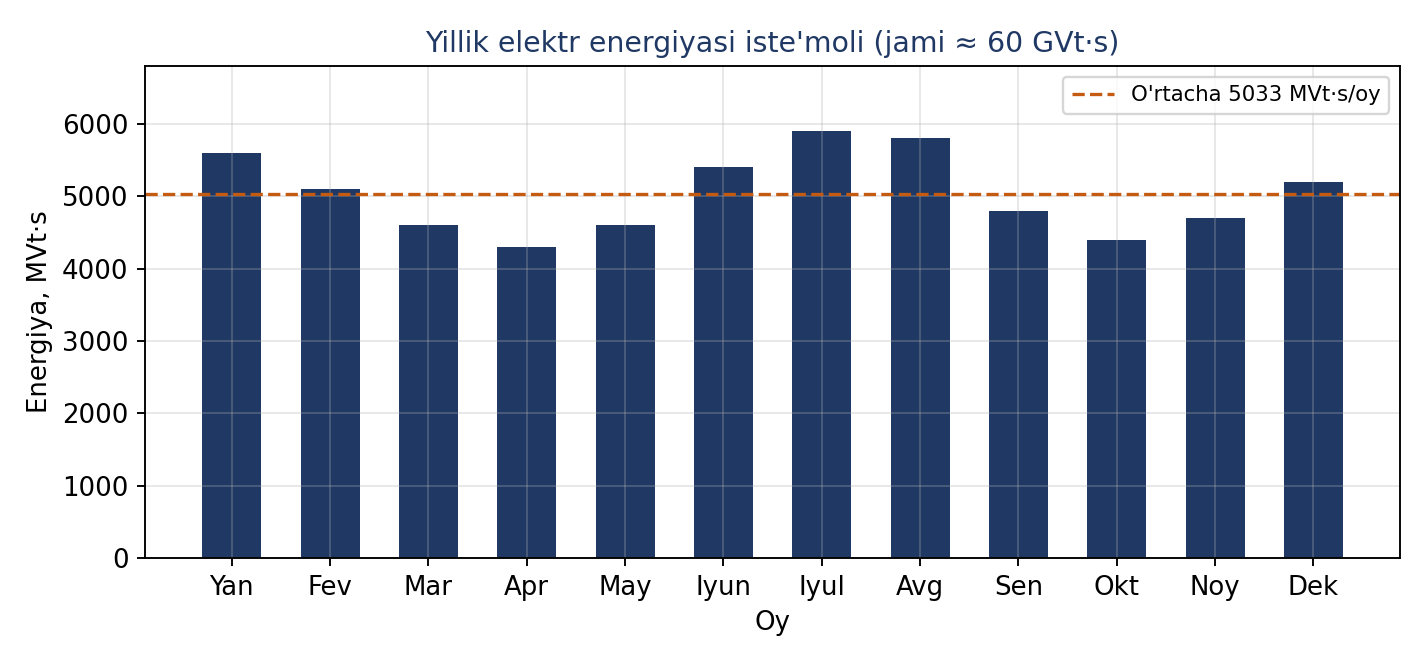 Yillik elektr energiyasi iste'moli (jami ≈ 60 GVt·s)
O'rtacha 5033 MVt·s/oy
Energiya, MVt·s
6000
5000
4000
3000
2000
1000
0
Yan Fev Mar Apr May Iyun Iyul Avg Sen Okt Noy Dek
Oy